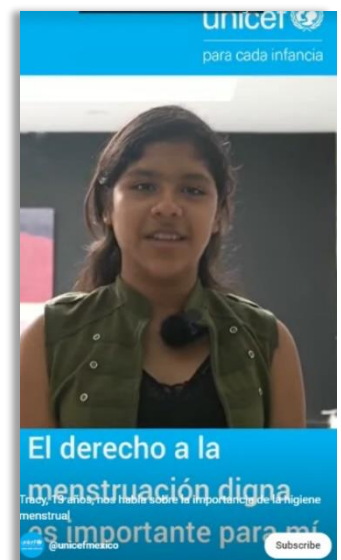 unicef
para cada infancia
El derecho a la
menstruación digna
Tracy, 13 años, nos habla sobre la importancia de la higiene
menstrual
es importante para mí
@unicefmexico
Subscribe